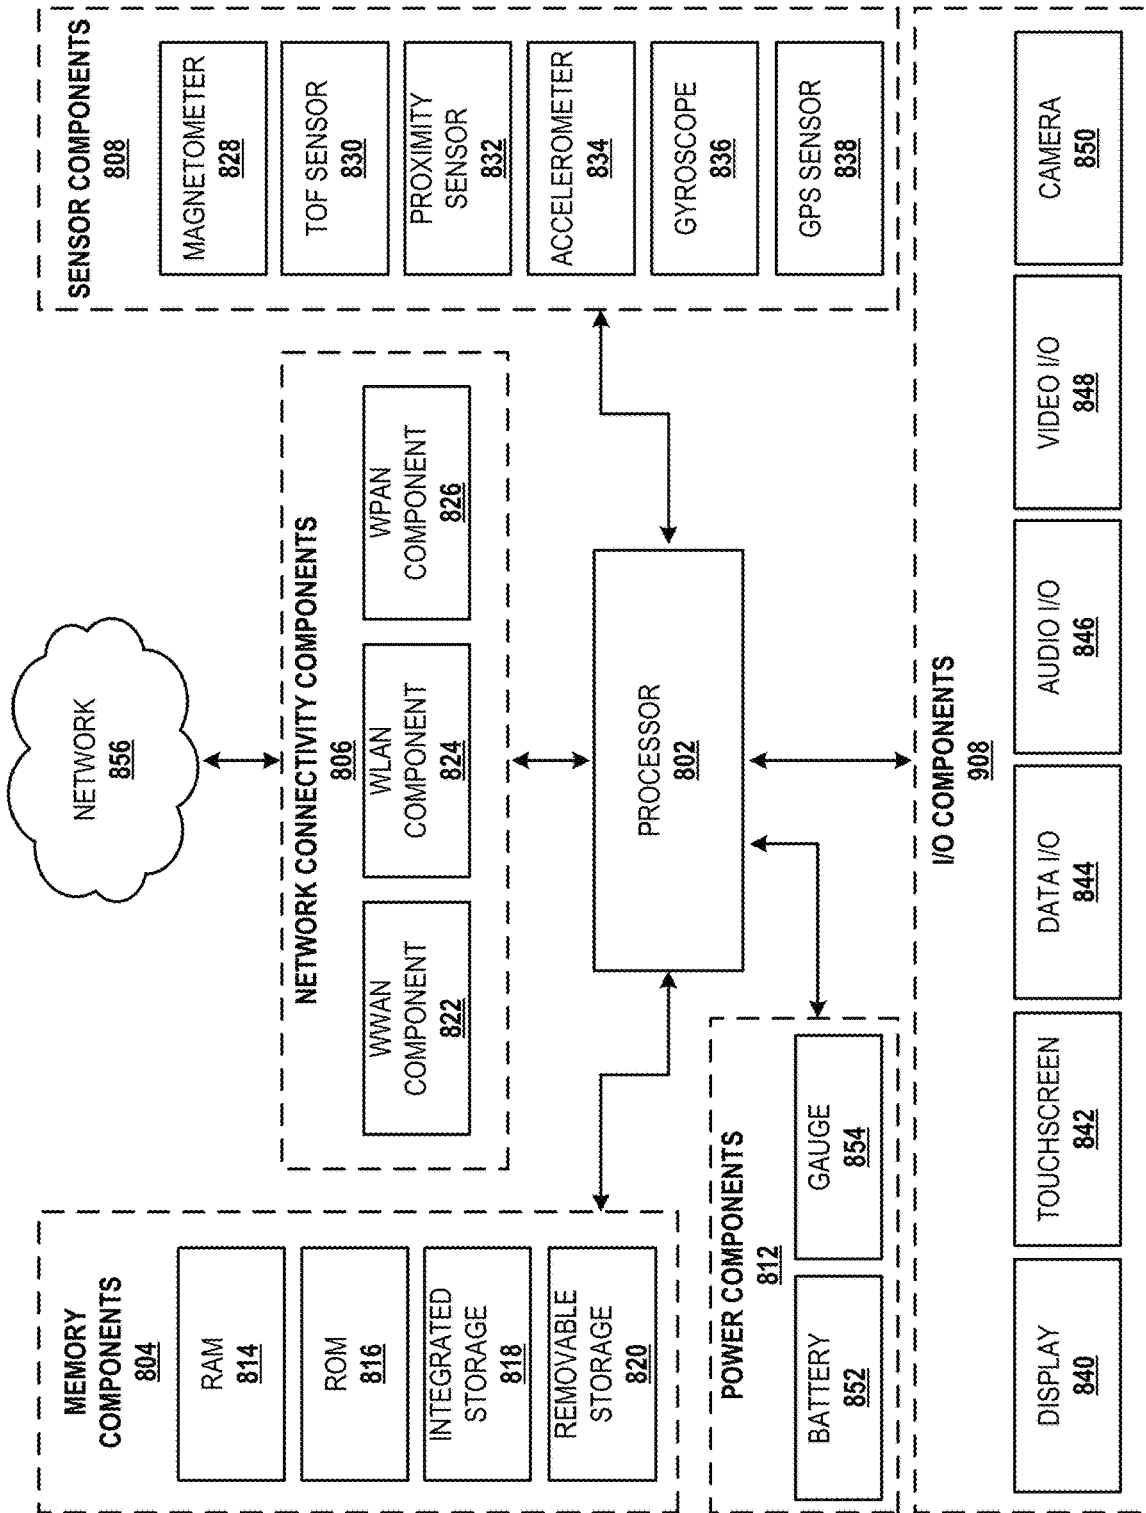 NETWORK
856
MEMORY
COMPONENTS
804
RAM
814
ROM
816
INTEGRATED
STORAGE
818
REMOVABLE
STORAGE
820
NETWORK CONNECTIVITY COMPONENTS
806
WWAN
COMPONENT
822
WLAN
COMPONENT
824
WPAN
COMPONENT
826
SENSOR COMPONENTS
808
MAGNETOMETER
828
TOF SENSOR
830
PROXIMITY
SENSOR
832
ACCELEROMETER
834
GYROSCOPE
836
GPS SENSOR
838
PROCESSOR
802
POWER COMPONENTS
812
BATTERY
852
GAUGE
854
I/O COMPONENTS
908
DISPLAY
840
TOUCHSCREEN
842
DATA I/O
844
AUDIO I/O
846
VIDEO I/O
848
CAMERA
850